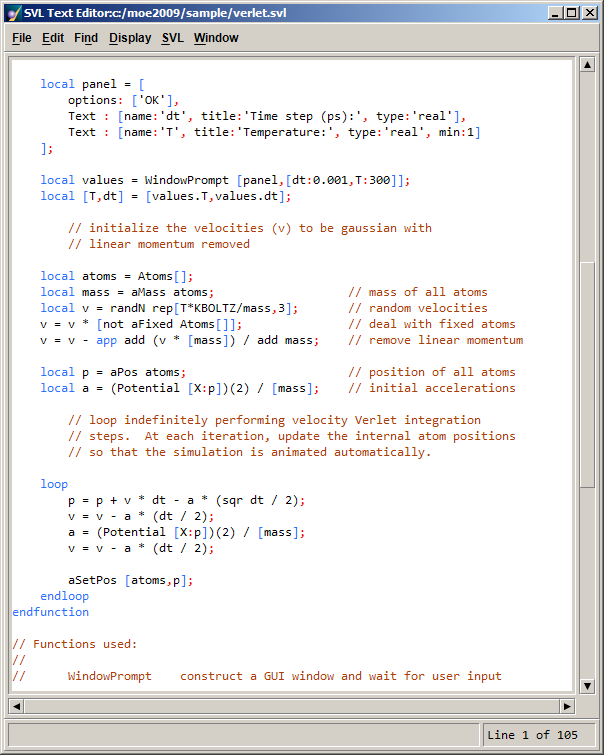 SVL Text Editor:c:/moe2009/sample/verlet.svl
File Edit Find Display SVL Window
local panel = [
options: ['OK'],
Text : [name:'dt', title:'Time step (ps):', type:'real'],
Text : [name:'T', title:'Temperature:', type:'real', min:1]
];
local values = WindowPrompt [panel,[dt:0.001,T:300]];
local [T,dt] = [values.T,values.dt];
// initialize the velocities (v) to be gaussian with
// linear momentum removed
local atoms = Atoms[];
local mass = aMass atoms; // mass of all atoms
local v = randN rep[T*KBOLTZ/mass,3]; // random velocities
v = v * [not aFixed Atoms[]]; // deal with fixed atoms
v = v - app add (v * [mass]) / add mass; // remove linear momentum
local p = aPos atoms; // position of all atoms
local a = (Potential [X:p])(2) / [mass]; // initial accelerations
// loop indefinitely performing velocity Verlet integration
// steps. At each iteration, update the internal atom positions
// so that the simulation is animated automatically.
loop
p = p + v * dt - a * (sqr dt / 2);
v = v - a * (dt / 2);
a = (Potential [X:p])(2) / [mass];
v = v - a * (dt / 2);
aSetPos [atoms,p];
endloop
endfunction
// Functions used:
//
// WindowPrompt construct a GUI window and wait for user input
Line 1 of 105